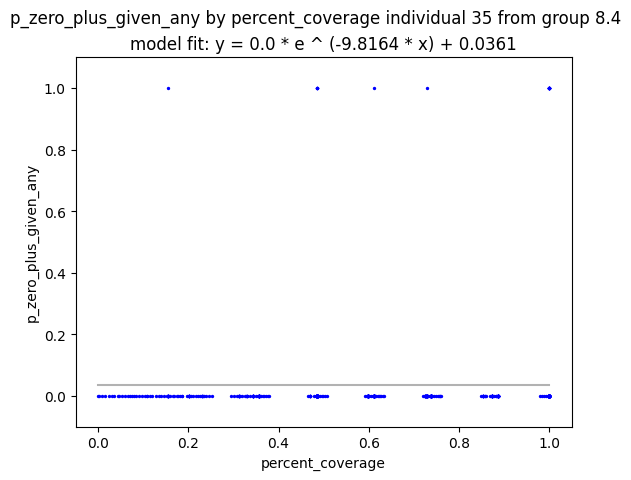 p_zero_plus_given_any by percent_coverage individual 35 from group 8.4
model fit: y = 0.0 * e ^ (-9.8164 * x) + 0.0361
1.0
0.8
0.6
0.4
0.2
0.0
p_zero_plus_given_any
0.0 0.2 0.4 0.6 0.8 1.0
percent_coverage